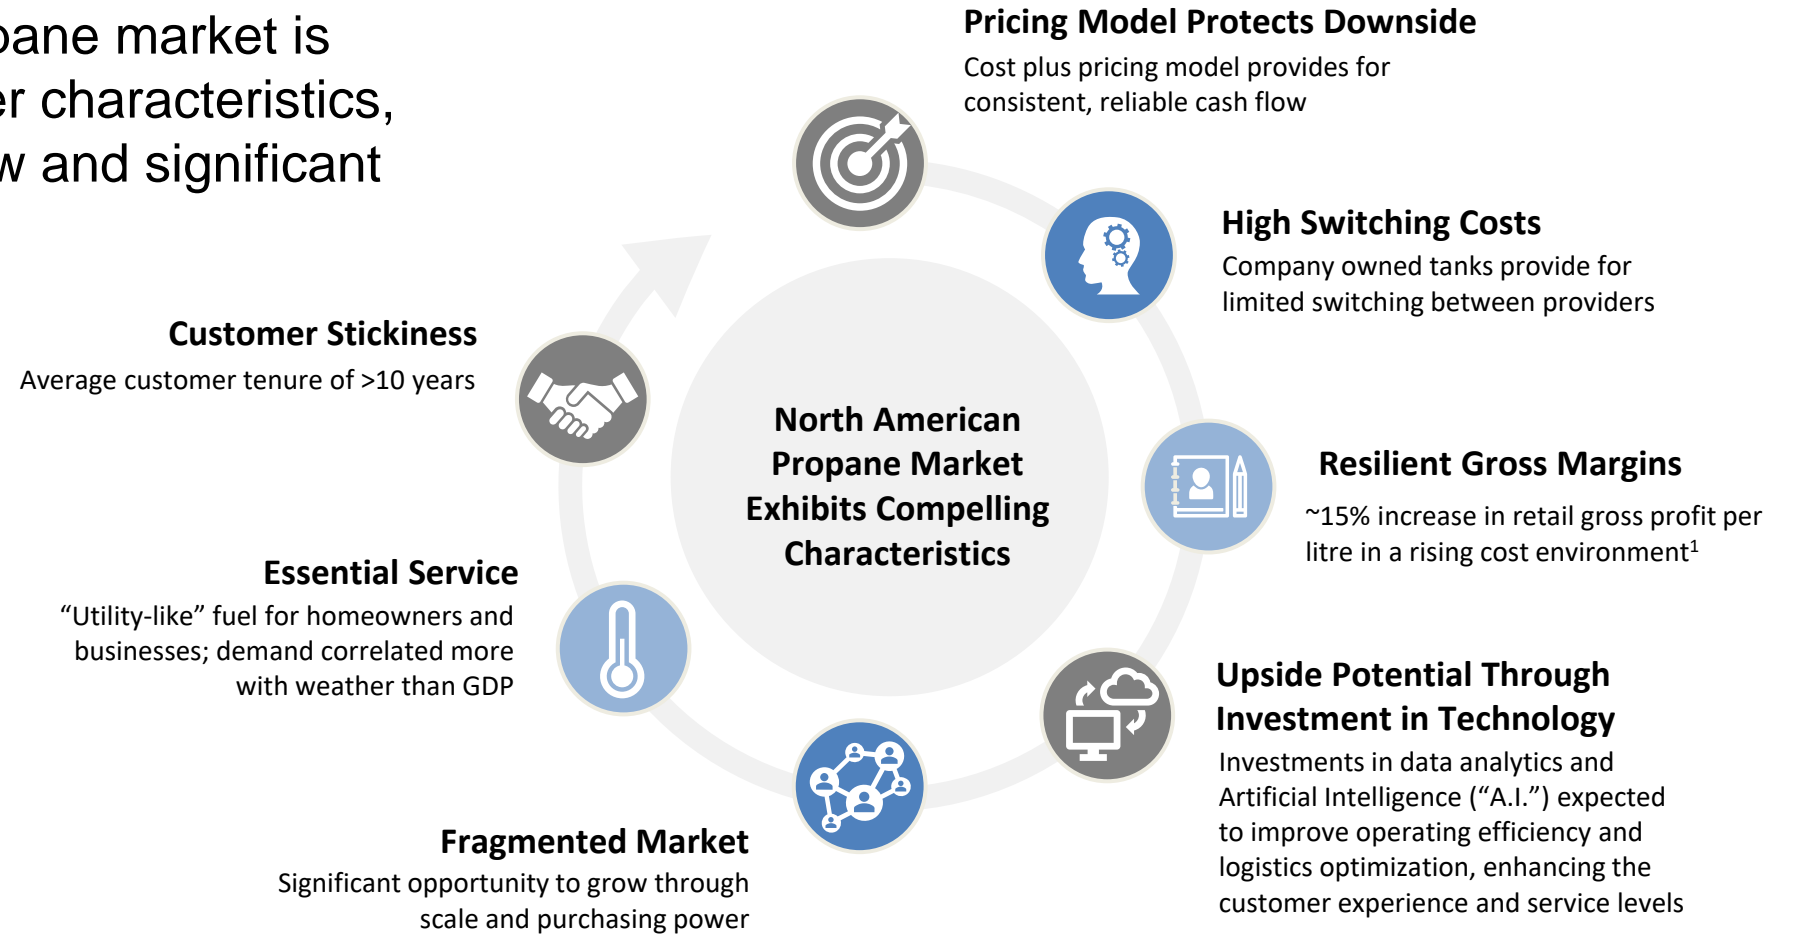 market is
characteristics,
and significant
Pricing Model Protects Downside
Cost plus pricing model provides for
consistent, reliable cash flow
High Switching Costs
Company owned tanks provide for
limited switching between providers
Customer Stickiness
Average customer tenure of >10 years
North American
Propane Market
Exhibits Compelling
Characteristics
Resilient Gross Margins
~15% increase in retail gross profit per
litre in a rising cost environment¹
Essential Service
“Utility-like” fuel for homeowners and
businesses; demand correlated more
with weather than GDP
Upside Potential Through
Investment in Technology
Investments in data analytics and
Artificial Intelligence (“A.I.”) expected
to improve operating efficiency and
logistics optimization, enhancing the
customer experience and service levels
Fragmented Market
Significant opportunity to grow through
scale and purchasing power